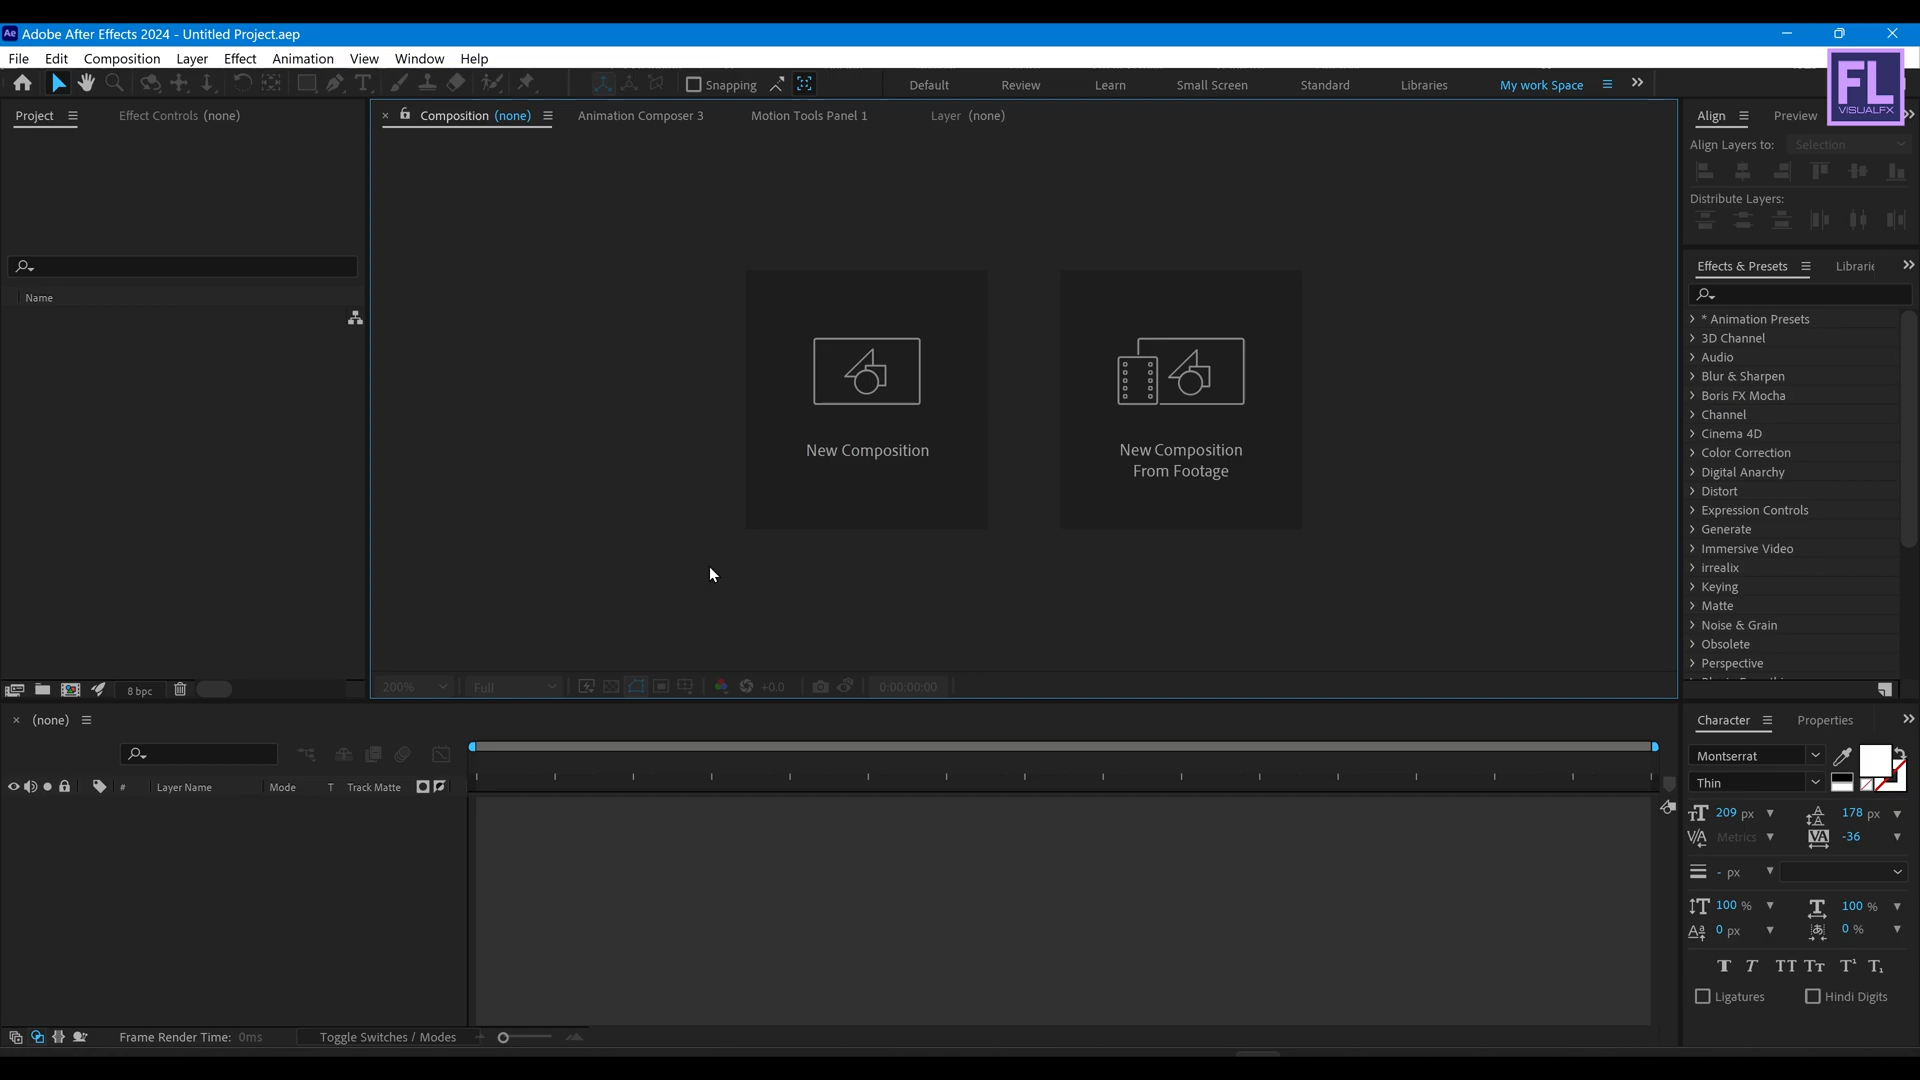 Ae Adobe After Effects 2024 - Untitled Project.aep
File Edit Composition Layer Effect Animation View Window Help
Snapping Default Review Learn Small Screen Standard Libraries My work Space
FL
VISUALFX
Project Effect Controls (none)
Composition (none) Animation Composer 3 Motion Tools Panel 1 Layer (none)
Align Preview
Align Layers to: Selection
Distribute Layers:
Name
New Composition
New Composition
From Footage
Effects & Presets
* Animation Presets
3D Channel
Audio
Blur & Sharpen
Boris FX Mocha
Channel
Cinema 4D
Color Correction
Digital Anarchy
Distort
Expression Controls
Generate
Immersive Video
irrealix
Keying
Matte
Noise & Grain
Obsolete
Perspective
8 bpc
200% Full +0.0 0:00:00:00
(none)
# Layer Name Mode T Track Matte
Character Properties
Montserrat
Thin
209 px 178 px
Metrics -36
- px
100 % 100 %
0 px 0 %
Ligatures Hindi Digits
Frame Render Time: 0ms Toggle Switches / Modes